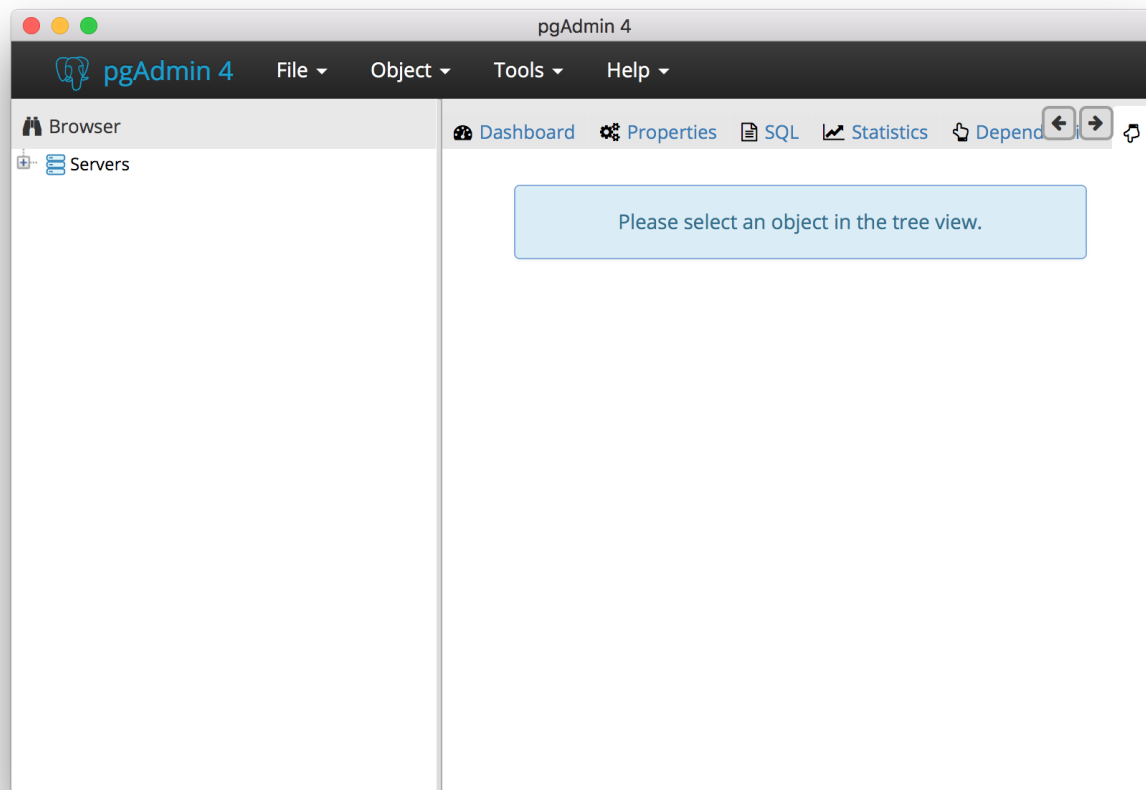 pgAdmin 4
pgAdmin 4 File Object Tools Help
Browser
Dashboard Properties SQL Statistics
Servers
Please select an object in the tree view.